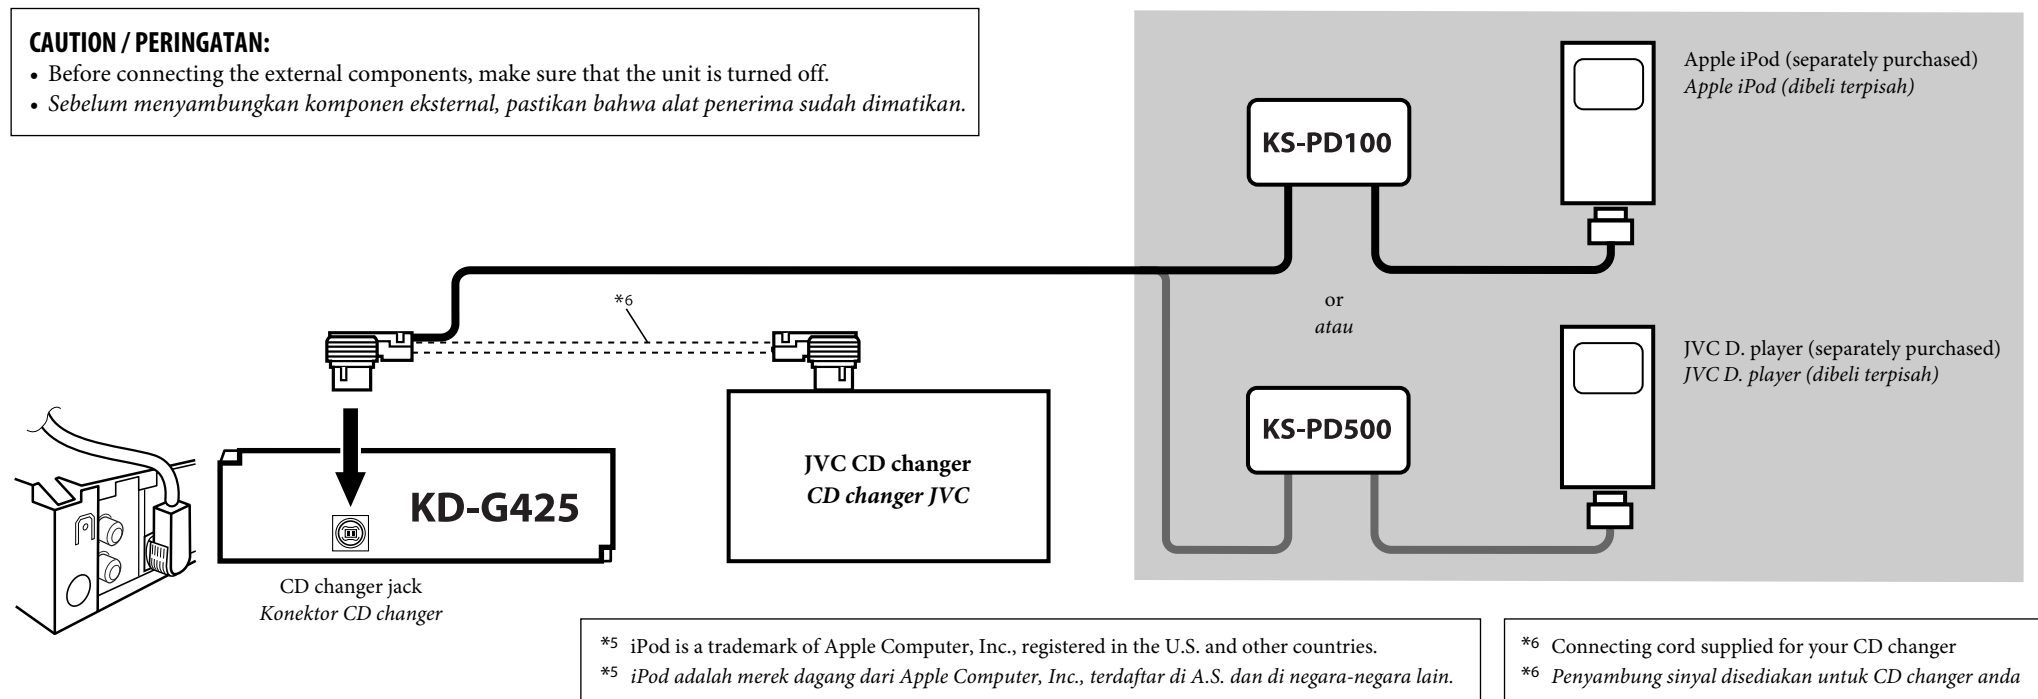 CAUTION / PERINGATAN:
• Before connecting the external components, make sure that the unit is turned off.
• Sebelum menyambungkan komponen eksternal, pastikan bahwa alat penerima sudah dimatikan.
Apple iPod (separately purchased)
Apple iPod (dibeli terpisah)
KS-PD100
*6
or
atau
JVC D. player (separately purchased)
JVC D. player (dibeli terpisah)
KS-PD500
JVC CD changer
CD changer JVC
KD-G425
CD changer jack
Konektor CD changer
*5 iPod is a trademark of Apple Computer, Inc., registered in the U.S. and other countries.
*5 iPod adalah merek dagang dari Apple Computer, Inc., terdaftar di A.S. dan di negara-negara lain.
*6 Connecting cord supplied for your CD changer
*6 Penyambung sinyal disediakan untuk CD changer anda